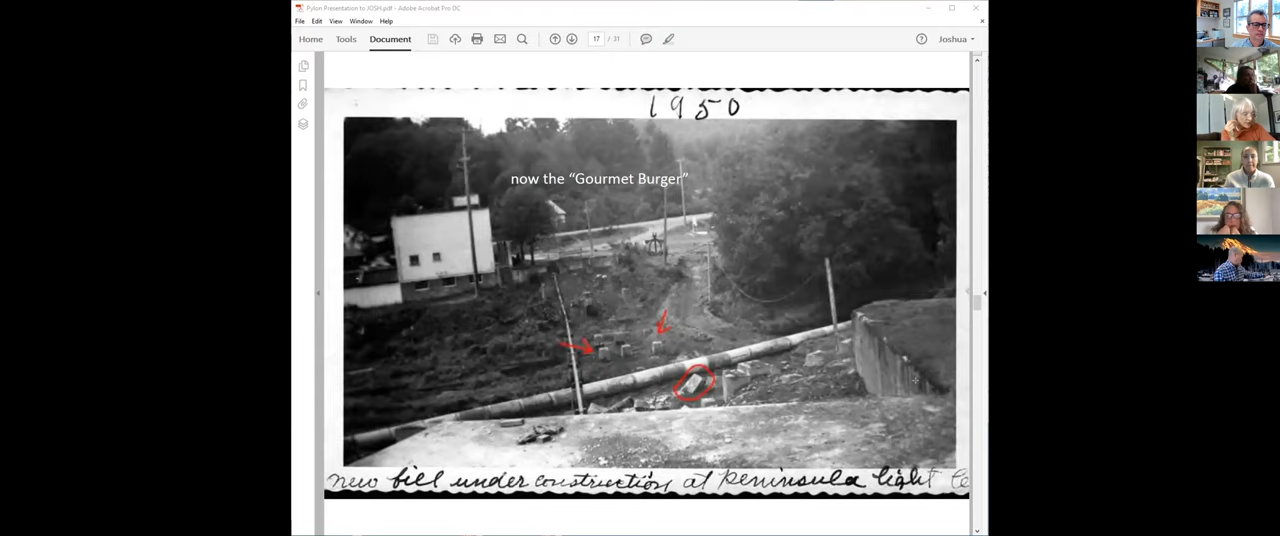 Pylon Presentation to JOSH.pdf - Adobe Acrobat Pro DC
File Edit View Window Help
Home Tools Document 17 / 31 Joshua
1950
now the “Gourmet Burger”
new fill under construction at peninsula light